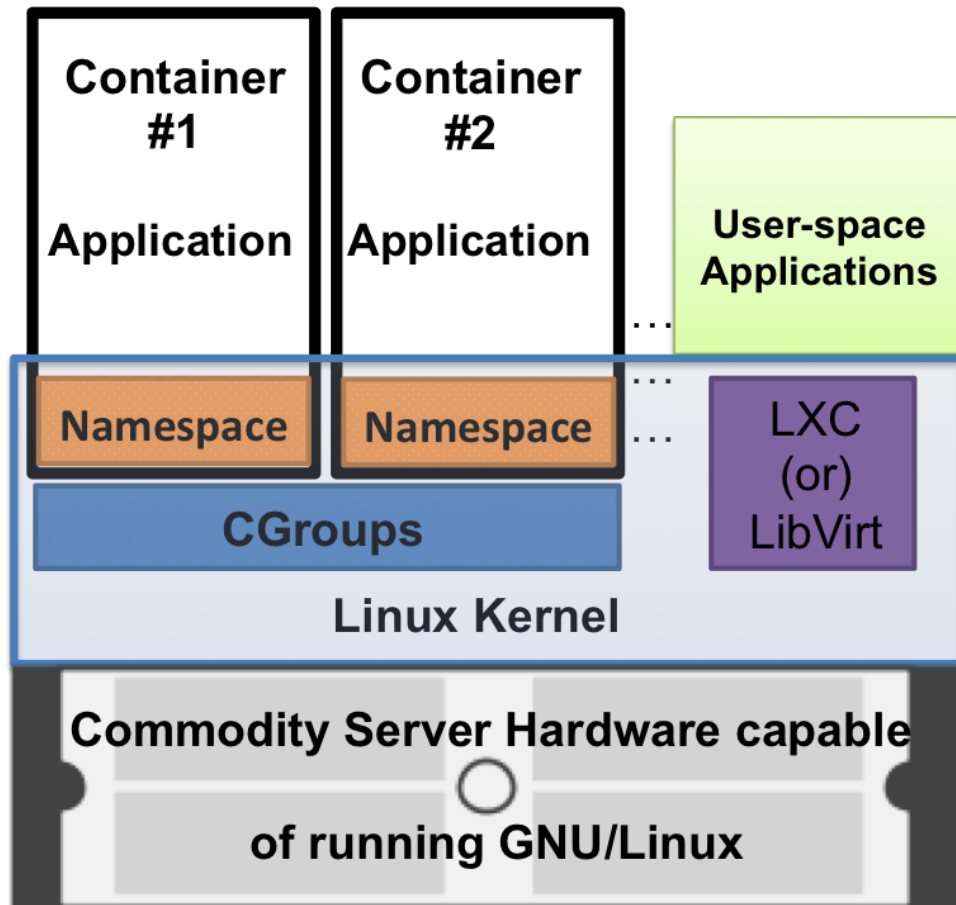 Container
#1
Application
Container
#2
Application
User-space
Applications
...
...
...
Namespace
Namespace
LXC
(or)
LibVirt
CGroups
Linux Kernel
Commodity Server Hardware capable
of running GNU/Linux